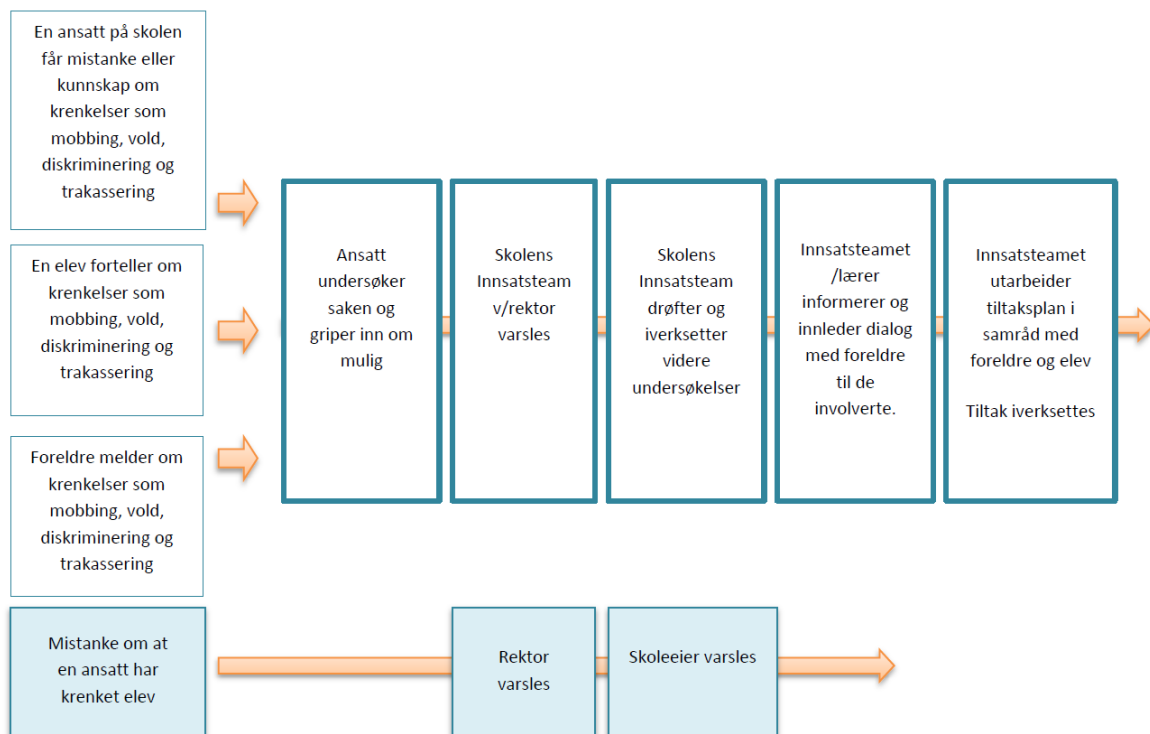 En ansatt på skolen
får mistanke eller
kunnskap om
krenkelser som
mobbing, vold,
diskriminering og
trakassering
En elev forteller om
krenkelser som
mobbing, vold,
diskriminering og
trakassering
Foreldre melder om
krenkelser som
mobbing, vold,
diskriminering og
trakassering
Ansatt
undersøker
saken og
griper inn om
mulig
Skolens
Innsatsteam
v/rektor
varsles
Skolens
Innsatsteam
drøfter og
iverksetter
videre
undersøkelser
Innsatsteamet
/lærer
informerer og
innleder dialog
med foreldre
til de
involverte.
Innsatsteamet
utarbeider
tiltaksplan i
samråd med
foreldre og elev
Tiltak iverksettes
Mistanke om at
en ansatt har
krenket elev
Rektor
varsles
Skoleeier varsles